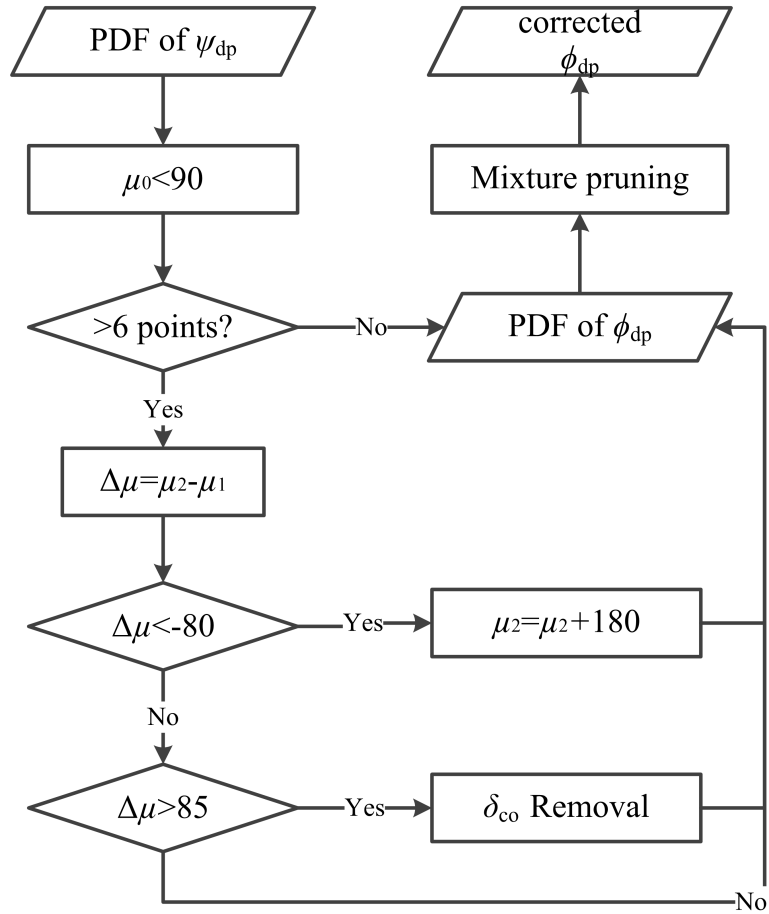 PDF of ψdp
corrected
ϕdp
μ0<90
Mixture pruning
>6 points?
No
PDF of ϕdp
Yes
Δμ=μ2-μ1
Δμ<-80
Yes
μ2=μ2+180
No
Δμ>85
Yes
δco Removal
No